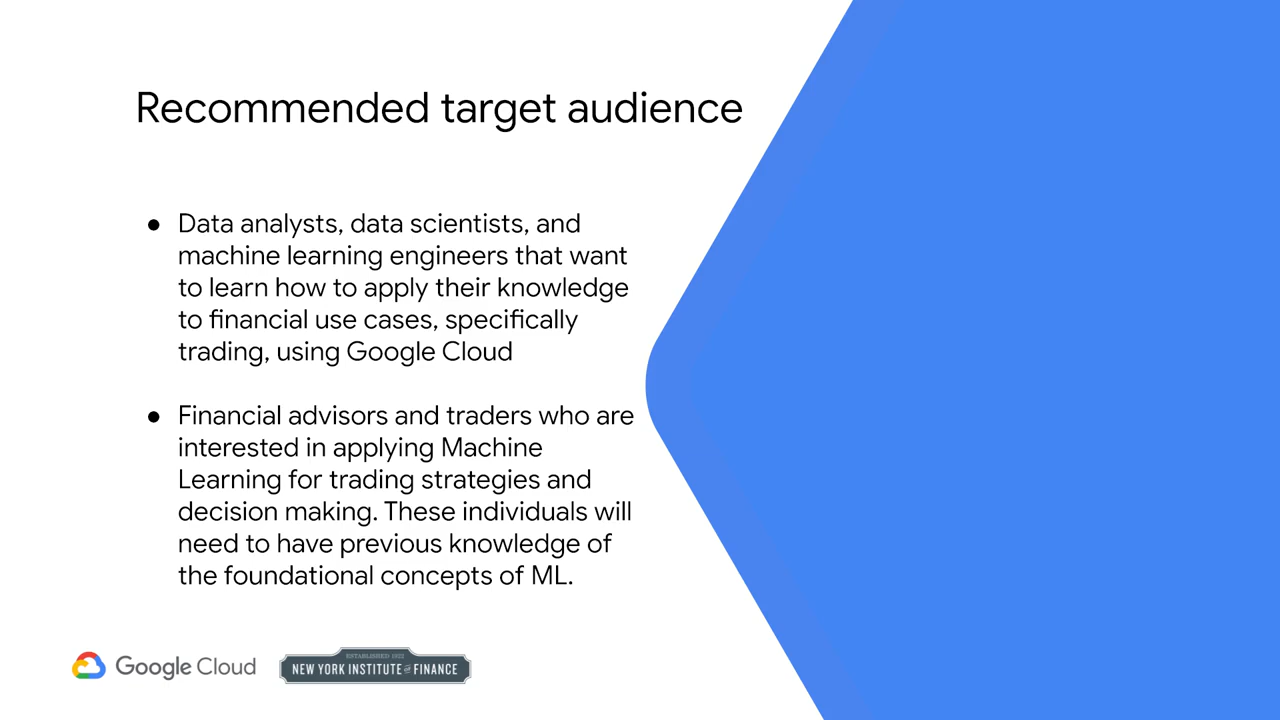 Recommended target audience
● Data analysts, data scientists, and
machine learning engineers that want
to learn how to apply their knowledge
to financial use cases, specifically
trading, using Google Cloud
● Financial advisors and traders who are
interested in applying Machine
Learning for trading strategies and
decision making. These individuals will
need to have previous knowledge of
the foundational concepts of ML.
Google Cloud
ESTABLISHED 1922
NEW YORK INSTITUTE OF FINANCE